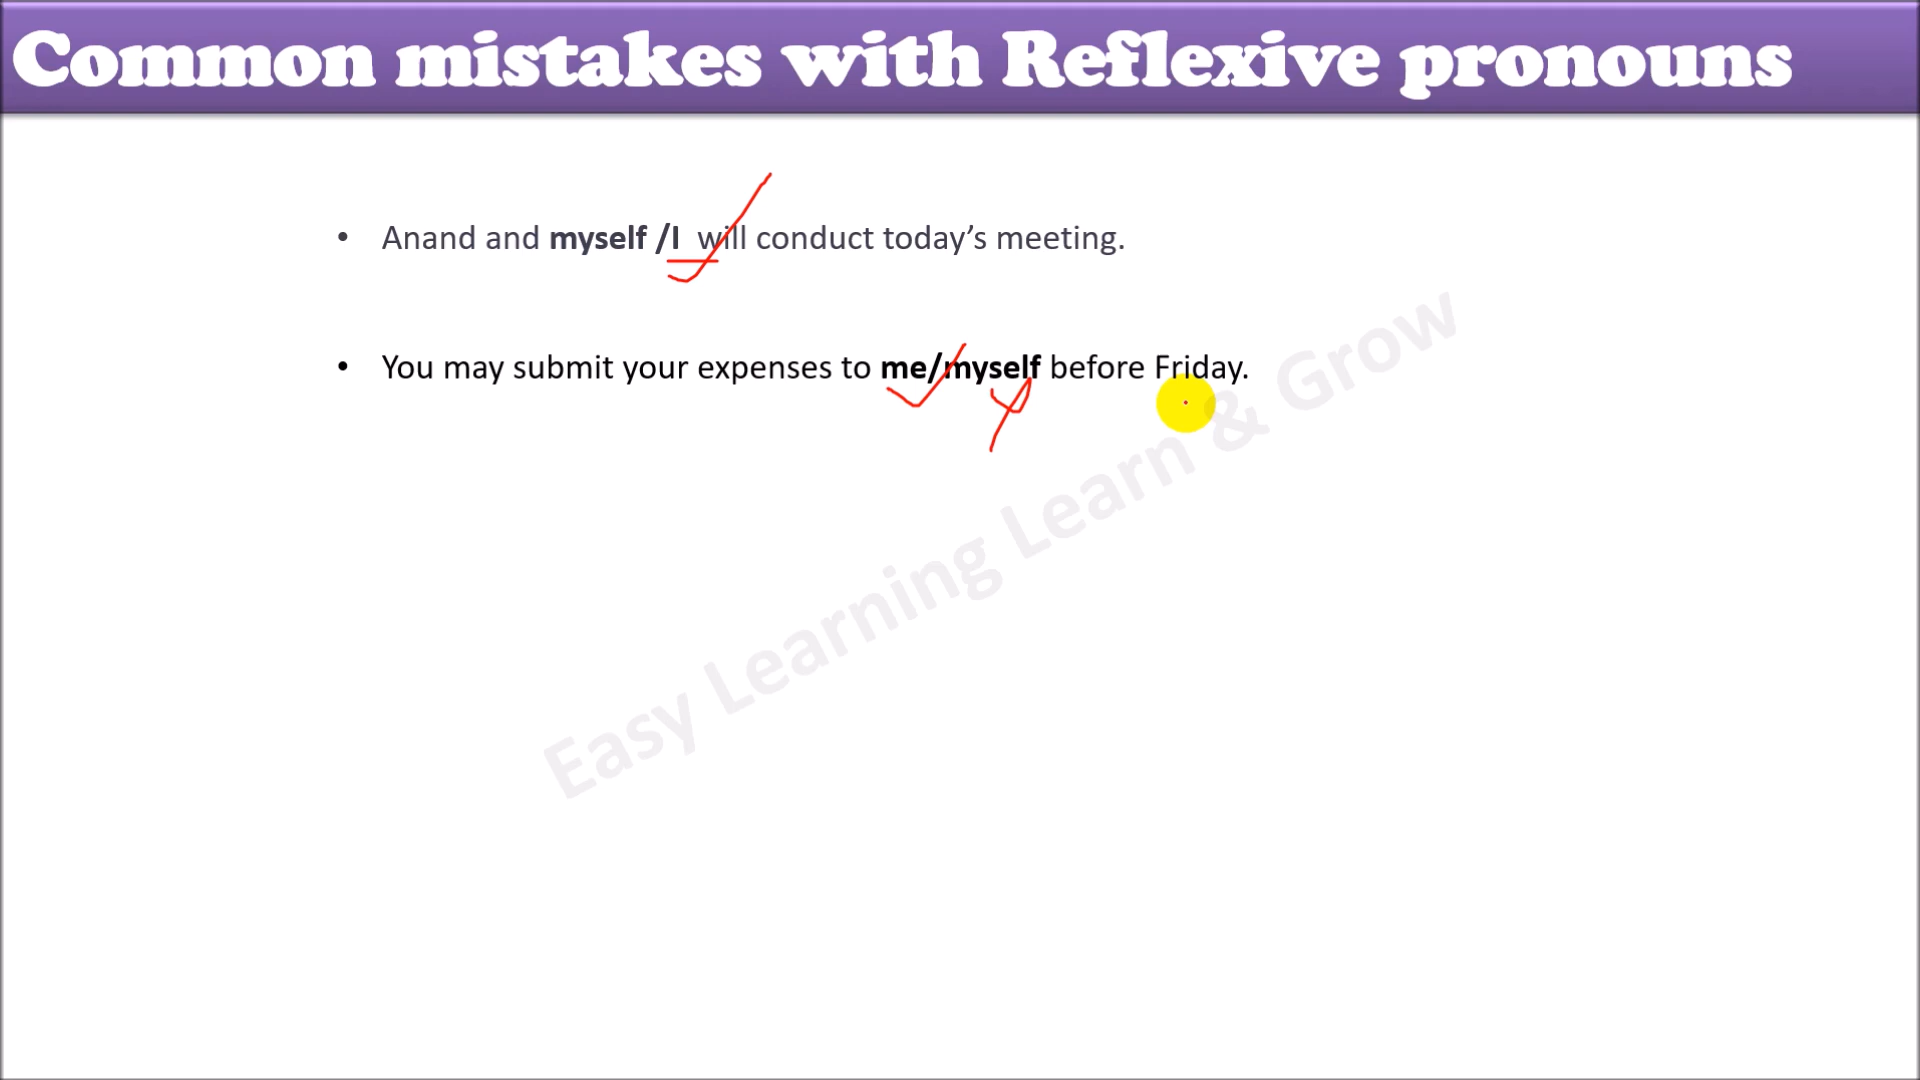 Common mistakes with Reflexive pronouns
• Anand and myself /I will conduct today’s meeting.
• You may submit your expenses to me/myself before Friday.
Easy Learning Learn & Grow